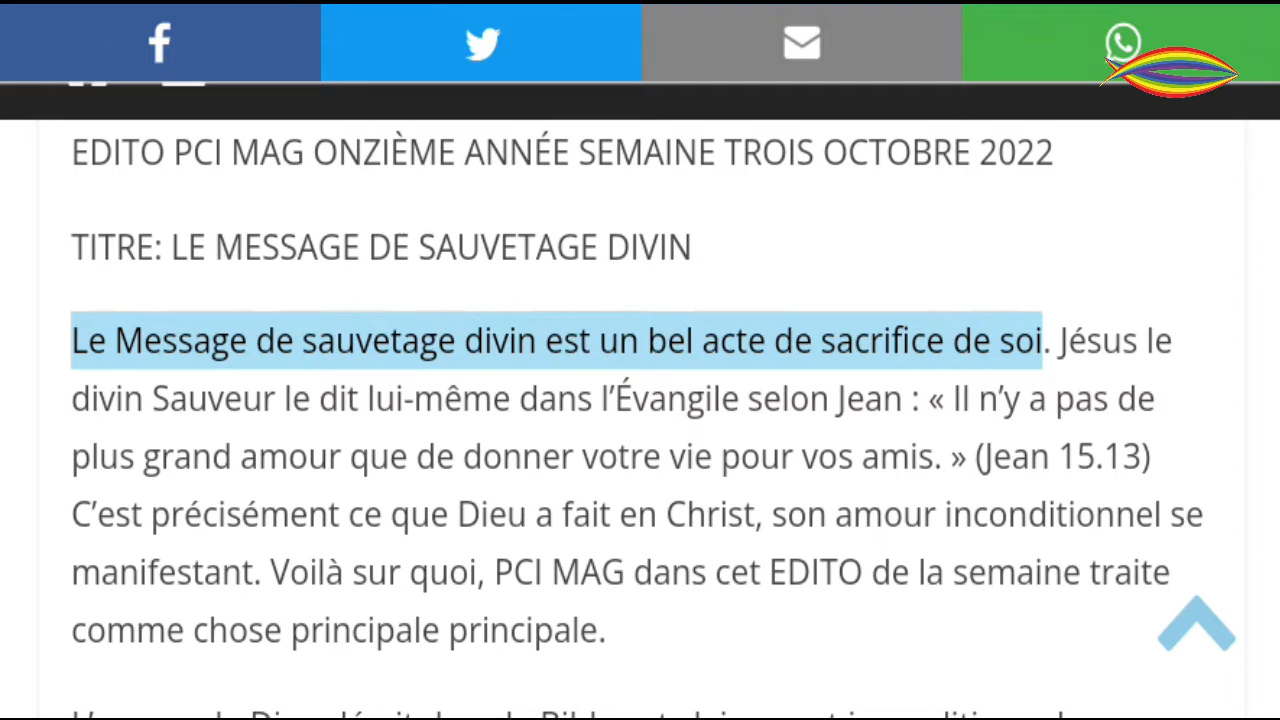 EDITO PCI MAG ONZIÈME ANNÉE SEMAINE TROIS OCTOBRE 2022
TITRE: LE MESSAGE DE SAUVETAGE DIVIN
Le Message de sauvetage divin est un bel acte de sacrifice de soi. Jésus le
divin Sauveur le dit lui-même dans l’Évangile selon Jean : « Il n’y a pas de
plus grand amour que de donner votre vie pour vos amis. » (Jean 15.13)
C’est précisément ce que Dieu a fait en Christ, son amour inconditionnel se
manifestant. Voilà sur quoi, PCI MAG dans cet EDITO de la semaine traite
comme chose principale principale.